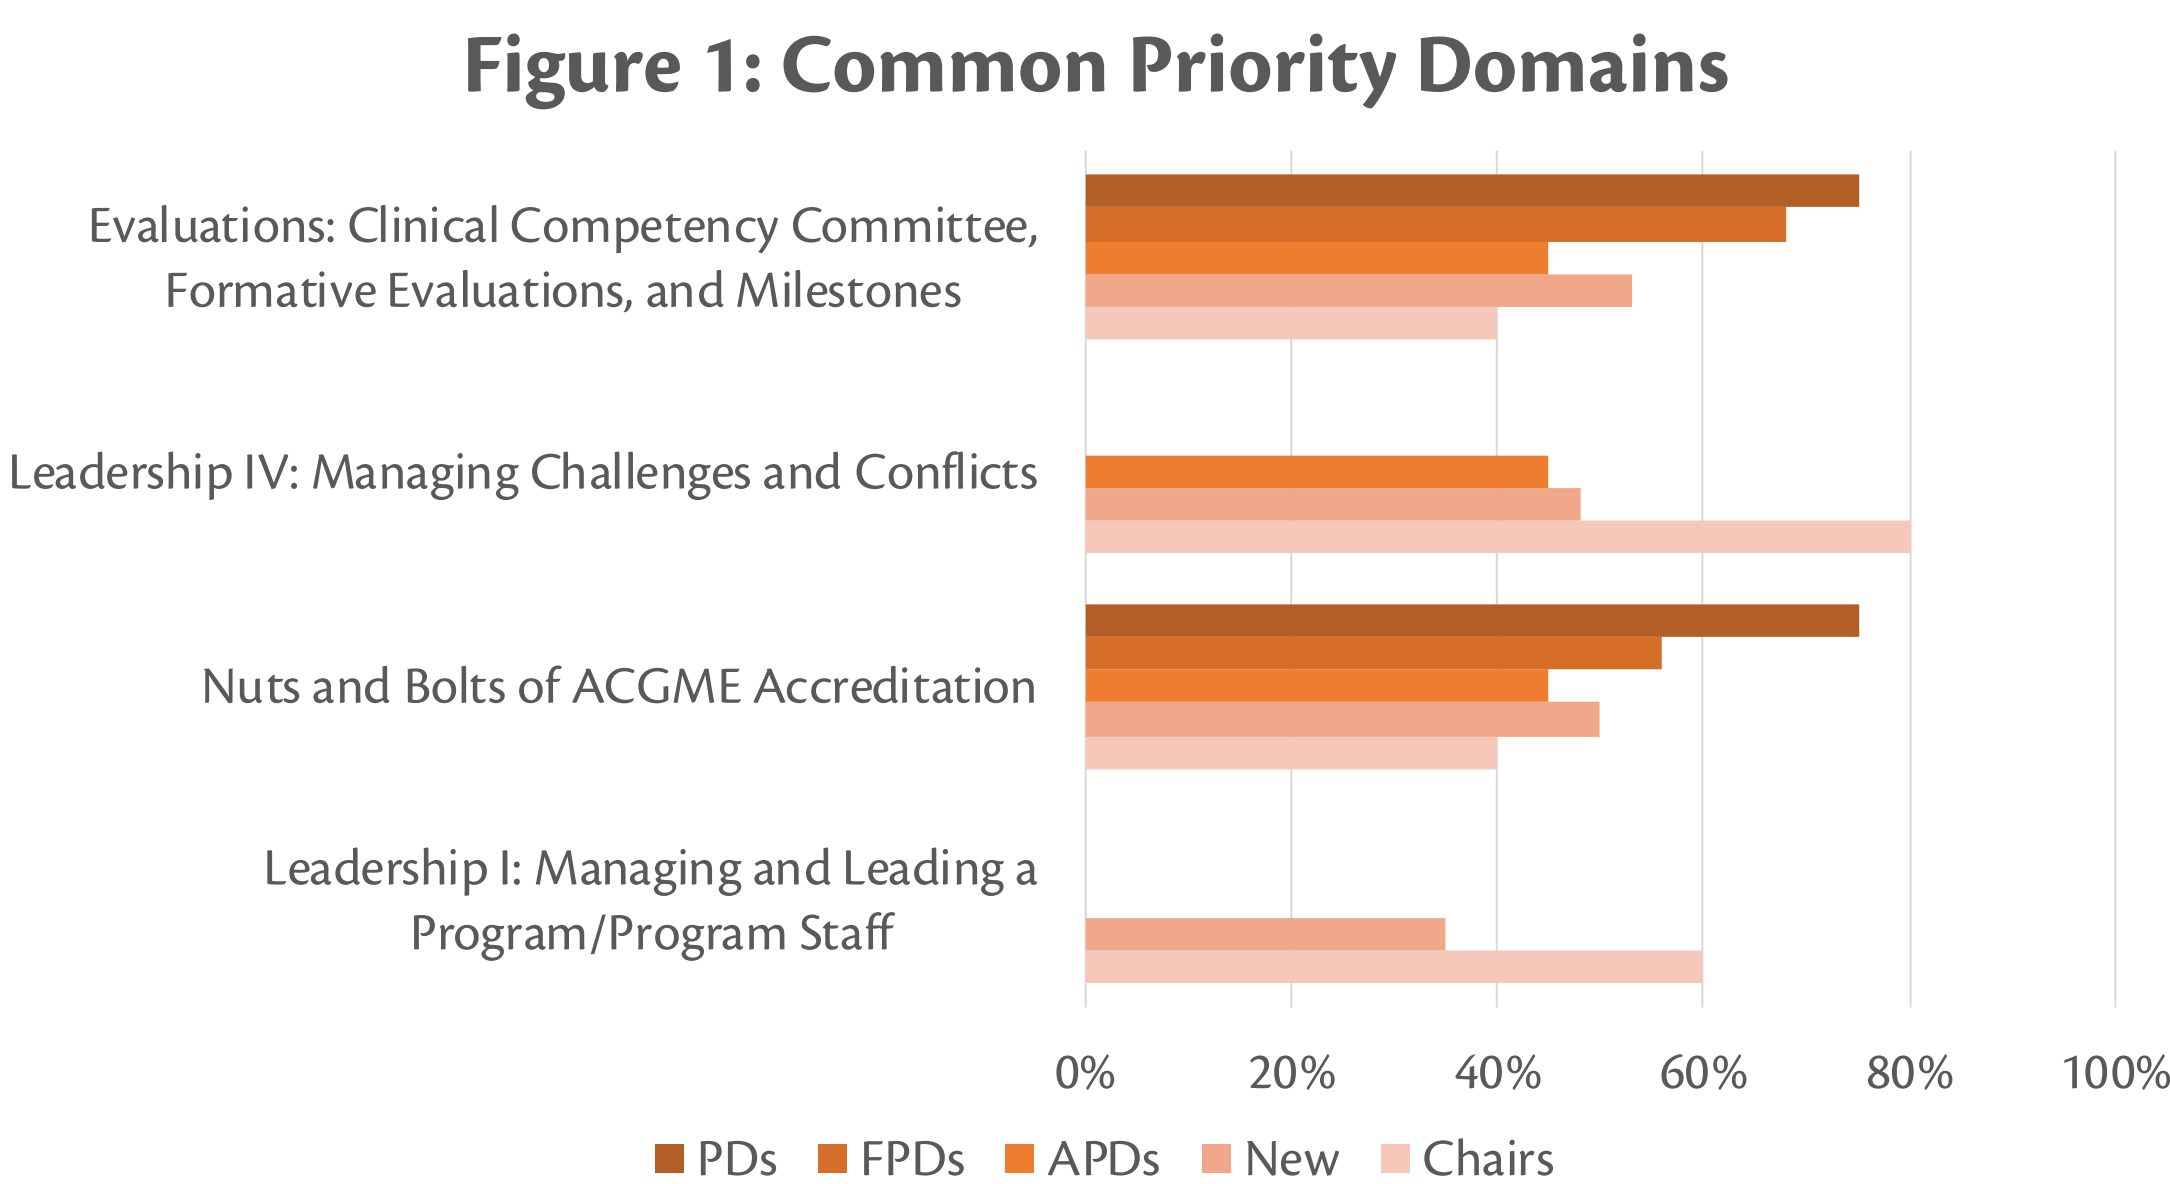 Figure 1: Common Priority Domains
Evaluations: Clinical Competency Committee,
Formative Evaluations, and Milestones
Leadership IV: Managing Challenges and Conflicts
Nuts and Bolts of ACGME Accreditation
Leadership I: Managing and Leading a
Program/Program Staff
0% 20% 40% 60% 80% 100%
PDs FPDs APDs New Chairs